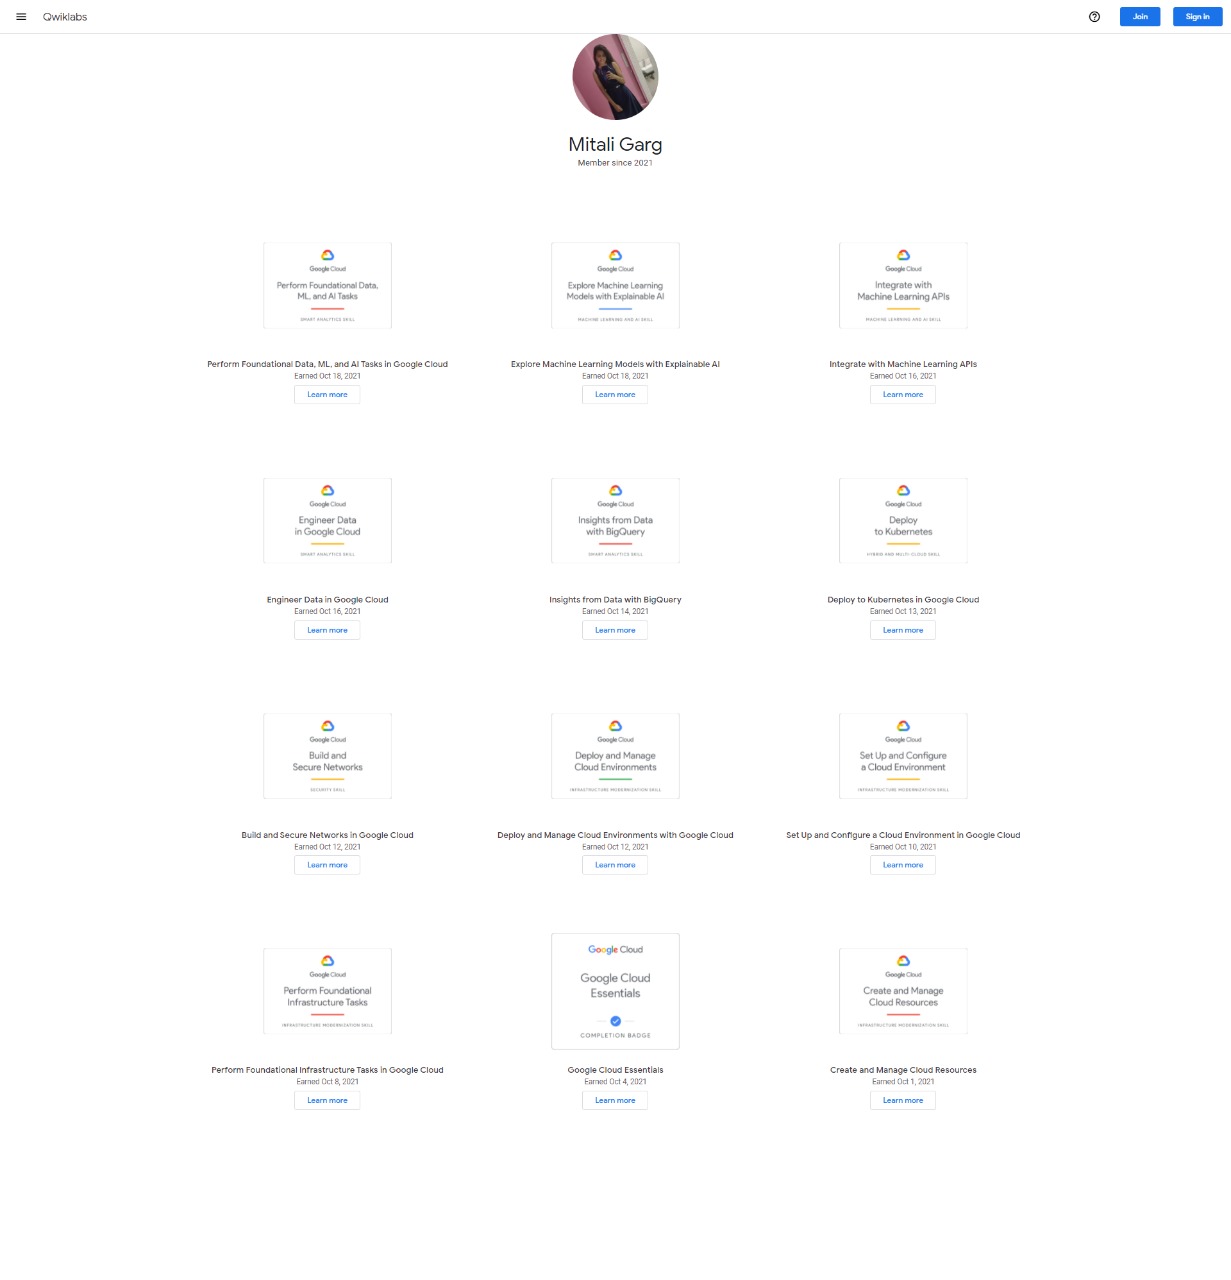 Qwiklabs
Join
Sign in
Mitali Garg
Member since 2021
Google Cloud
Perform Foundational Data,
ML, and AI Tasks
SMART ANALYTICS SKILL
Perform Foundational Data, ML, and AI Tasks in Google Cloud
Earned Oct 18, 2021
Learn more
Google Cloud
Explore Machine Learning
Models with Explainable AI
MACHINE LEARNING AND AI SKILL
Explore Machine Learning Models with Explainable AI
Earned Oct 18, 2021
Learn more
Google Cloud
Integrate with
Machine Learning APIs
MACHINE LEARNING AND AI SKILL
Integrate with Machine Learning APIs
Earned Oct 16, 2021
Learn more
Google Cloud
Engineer Data
in Google Cloud
SMART ANALYTICS SKILL
Engineer Data in Google Cloud
Earned Oct 16, 2021
Learn more
Google Cloud
Insights from Data
with BigQuery
SMART ANALYTICS SKILL
Insights from Data with BigQuery
Earned Oct 14, 2021
Learn more
Google Cloud
Deploy
to Kubernetes
HYBRID AND MULTI-CLOUD SKILL
Deploy to Kubernetes in Google Cloud
Earned Oct 13, 2021
Learn more
Google Cloud
Build and
Secure Networks
SECURITY SKILL
Build and Secure Networks in Google Cloud
Earned Oct 12, 2021
Learn more
Google Cloud
Deploy and Manage
Cloud Environments
INFRASTRUCTURE MODERNIZATION SKILL
Deploy and Manage Cloud Environments with Google Cloud
Earned Oct 12, 2021
Learn more
Google Cloud
Set Up and Configure
a Cloud Environment
INFRASTRUCTURE MODERNIZATION SKILL
Set Up and Configure a Cloud Environment in Google Cloud
Earned Oct 10, 2021
Learn more
Google Cloud
Perform Foundational
Infrastructure Tasks
INFRASTRUCTURE MODERNIZATION SKILL
Perform Foundational Infrastructure Tasks in Google Cloud
Earned Oct 8, 2021
Learn more
Google Cloud
Google Cloud
Essentials
COMPLETION BADGE
Google Cloud Essentials
Earned Oct 4, 2021
Learn more
Google Cloud
Create and Manage
Cloud Resources
INFRASTRUCTURE MODERNIZATION SKILL
Create and Manage Cloud Resources
Earned Oct 1, 2021
Learn more